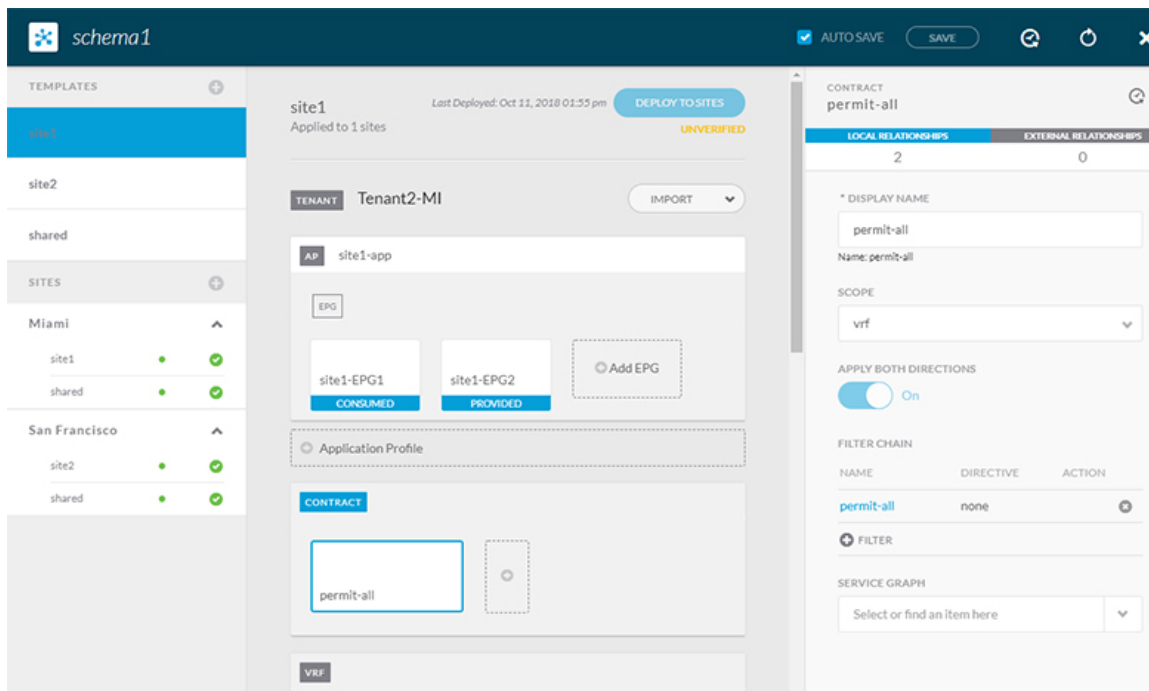 schema1
AUTO SAVE
SAVE
TEMPLATES
site1
site2
shared
SITES
Miami
site1
shared
San Francisco
site2
shared
site1
Last Deployed: Oct 11, 2018 01:55 pm
DEPLOY TO SITES
Applied to 1 sites
UNVERIFIED
TENANT Tenant2-MI
IMPORT
AP site1-app
EPG
site1-EPG1
CONSUMED
site1-EPG2
PROVIDED
Add EPG
Application Profile
CONTRACT
permit-all
VRF
CONTRACT
permit-all
LOCAL RELATIONSHIPS EXTERNAL RELATIONSHIPS
2 0
* DISPLAY NAME
permit-all
Name: permit-all
SCOPE
vrf
APPLY BOTH DIRECTIONS
On
FILTER CHAIN
NAME DIRECTIVE ACTION
permit-all none
FILTER
SERVICE GRAPH
Select or find an item here